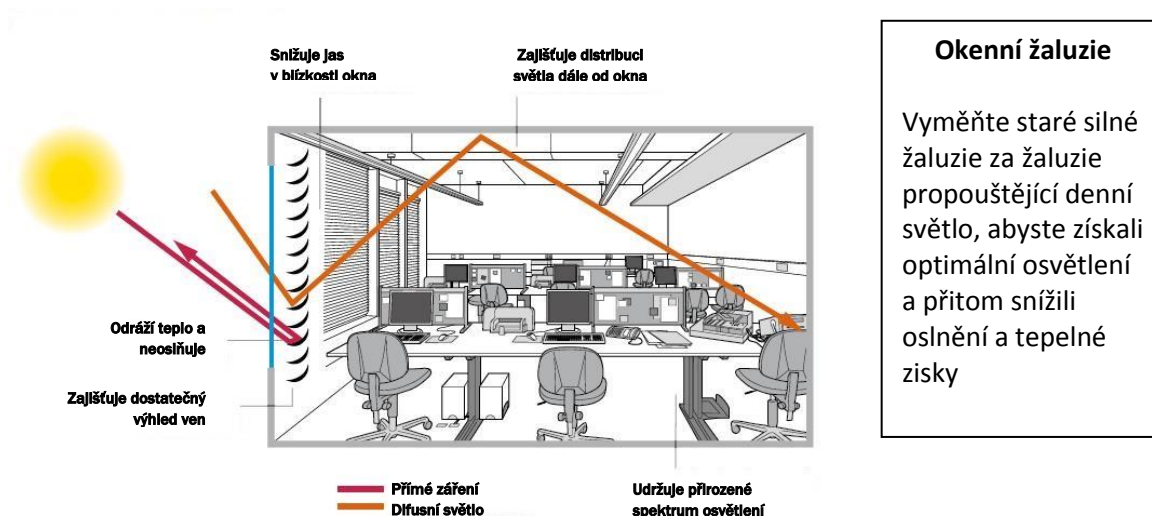 Snižuje jas
v blízkosti okna
Zajišťuje distribuci
světla dále od okna
Odráží teplo a
neoslňuje
Zajišťuje dostatečný
výhled ven
Přímé záření
Difusní světlo
Udržuje přirozené
spektrum osvětlení
Okenní žaluzie
Vyměňte staré silné
žaluzie za žaluzie
propouštějící denní
světlo, abyste získali
optimální osvětlení
a přitom snížili
oslnění a tepelné
zisky